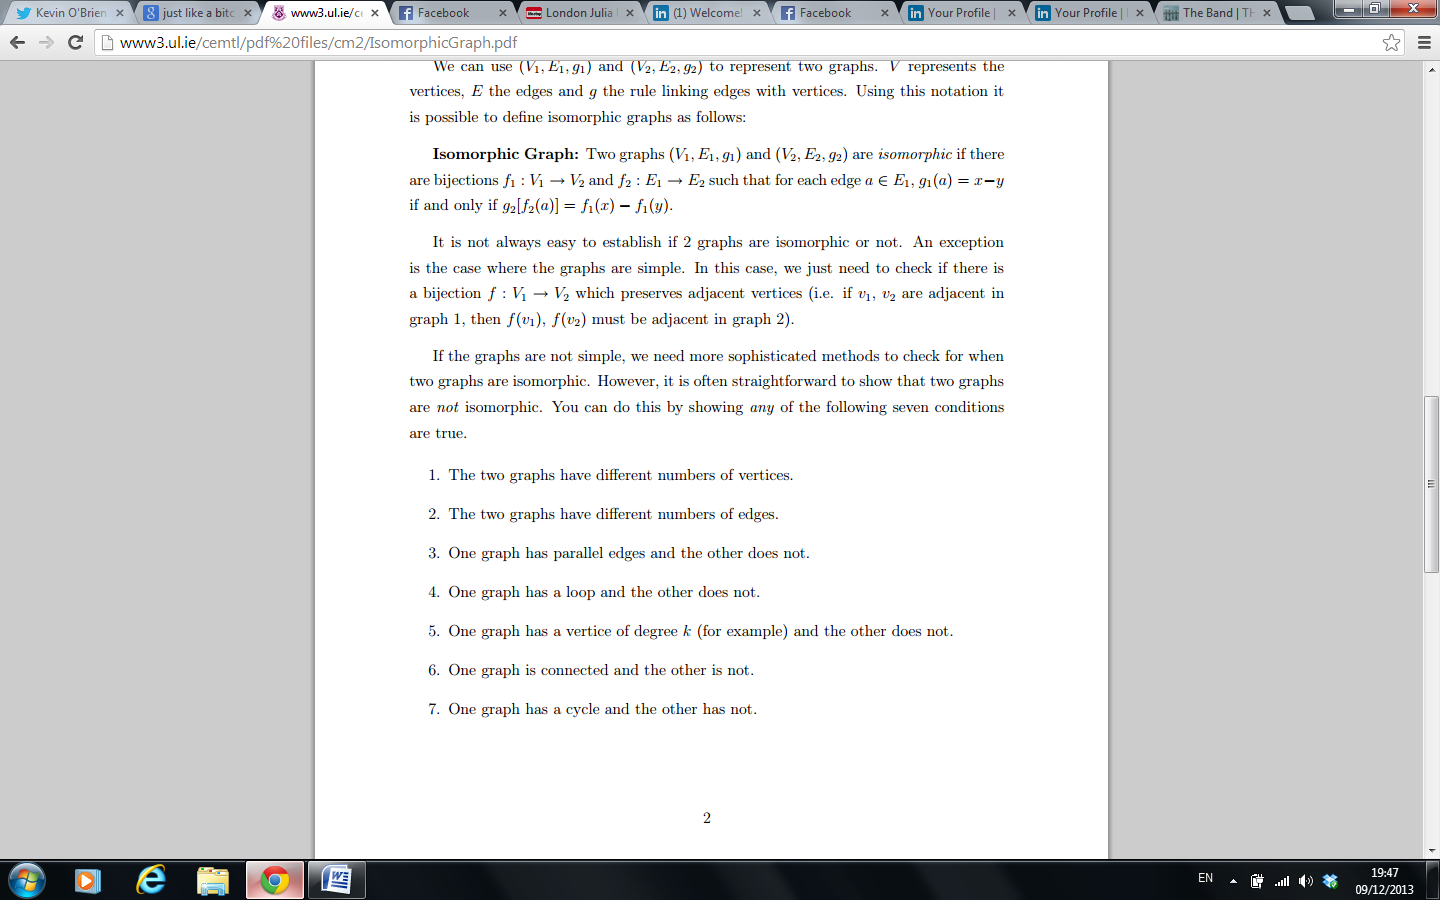 Kevin O'Brien
just like a bitc
www3.ul.ie/c
Facebook
London Julia
(1) Welcome!
Facebook
Your Profile |
Your Profile |
The Band | Th
www3.ul.ie/cemtl/pdf%20files/cm2/IsomorphicGraph.pdf
We can use (V₁, E₁, g₁) and (V₂, E₂, g₂) to represent two graphs. V represents the
vertices, E the edges and g the rule linking edges with vertices. Using this notation it
is possible to define isomorphic graphs as follows:
Isomorphic Graph: Two graphs (V₁, E₁, g₁) and (V₂, E₂, g₂) are isomorphic if there
are bijections f₁ : V₁ → V₂ and f₂ : E₁ → E₂ such that for each edge a ∈ E₁, g₁(a) = x−y
if and only if g₂[f₂(a)] = f₁(x) − f₁(y).
It is not always easy to establish if 2 graphs are isomorphic or not. An exception
is the case where the graphs are simple. In this case, we just need to check if there is
a bijection f : V₁ → V₂ which preserves adjacent vertices (i.e. if v₁, v₂ are adjacent in
graph 1, then f(v₁), f(v₂) must be adjacent in graph 2).
If the graphs are not simple, we need more sophisticated methods to check for when
two graphs are isomorphic. However, it is often straightforward to show that two graphs
are not isomorphic. You can do this by showing any of the following seven conditions
are true.
1. The two graphs have different numbers of vertices.
2. The two graphs have different numbers of edges.
3. One graph has parallel edges and the other does not.
4. One graph has a loop and the other does not.
5. One graph has a vertice of degree k (for example) and the other does not.
6. One graph is connected and the other is not.
7. One graph has a cycle and the other has not.
2
EN
19:47
09/12/2013